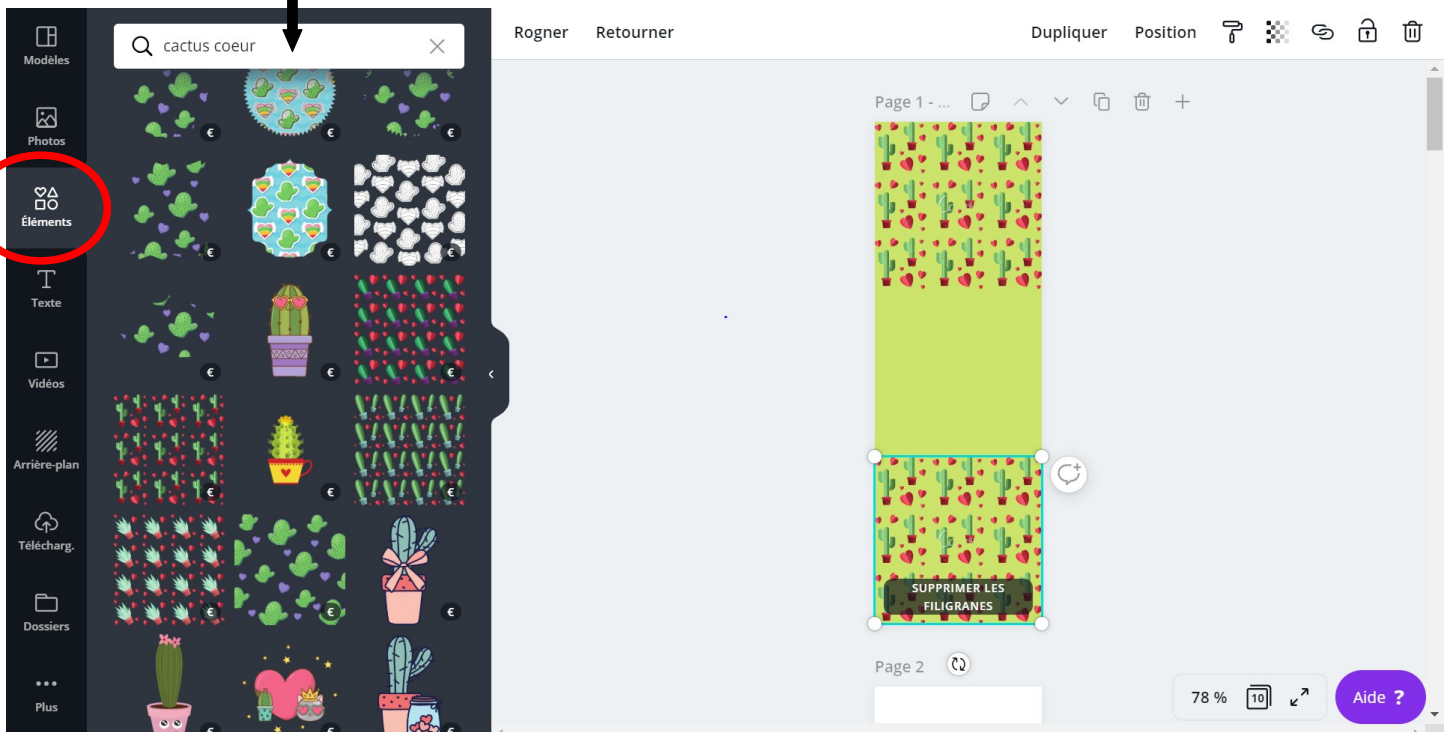 Modèles
Photos
Éléments
Texte
Vidéos
Arrière-plan
Télécharg.
Dossiers
Plus
cactus coeur
€ € €
€ € €
€ € €
€ € €
€ € €
€ € €
Rogner Retourner Dupliquer Position
Page 1 - ...
SUPPRIMER LES
FILIGRANES
Page 2
78 % 10 Aide ?